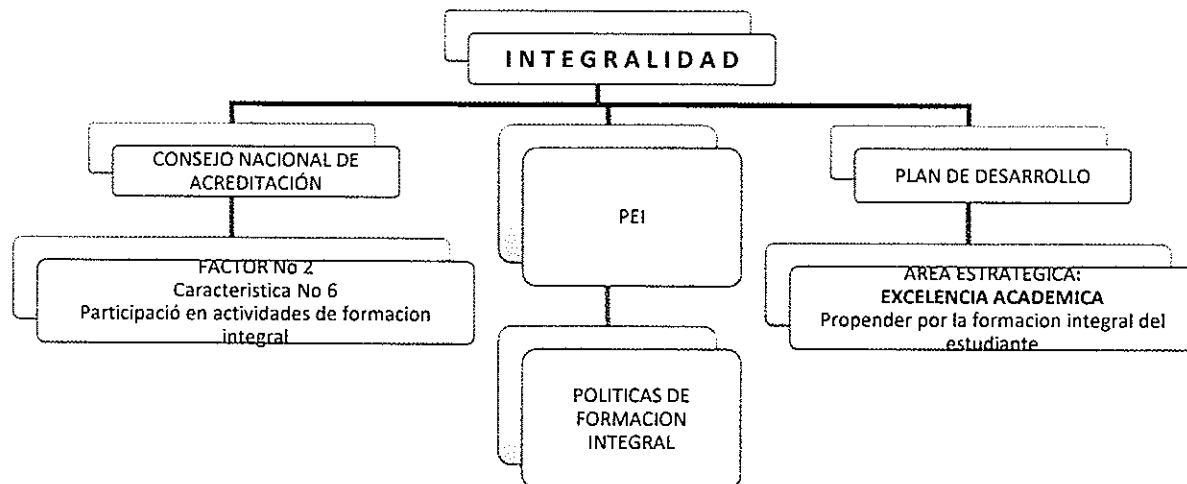 INTEGRALIDAD
CONSEJO NACIONAL DE
ACREDITACIÓN
FACTOR No 2
Caracteristica No 6
Participació en actividades de formacion
integral
PEI
POLITICAS DE
FORMACION
INTEGRAL
PLAN DE DESARROLLO
AREA ESTRATEGICA:
EXCELENCIA ACADEMICA
Propender por la formacion integral del
estudiante